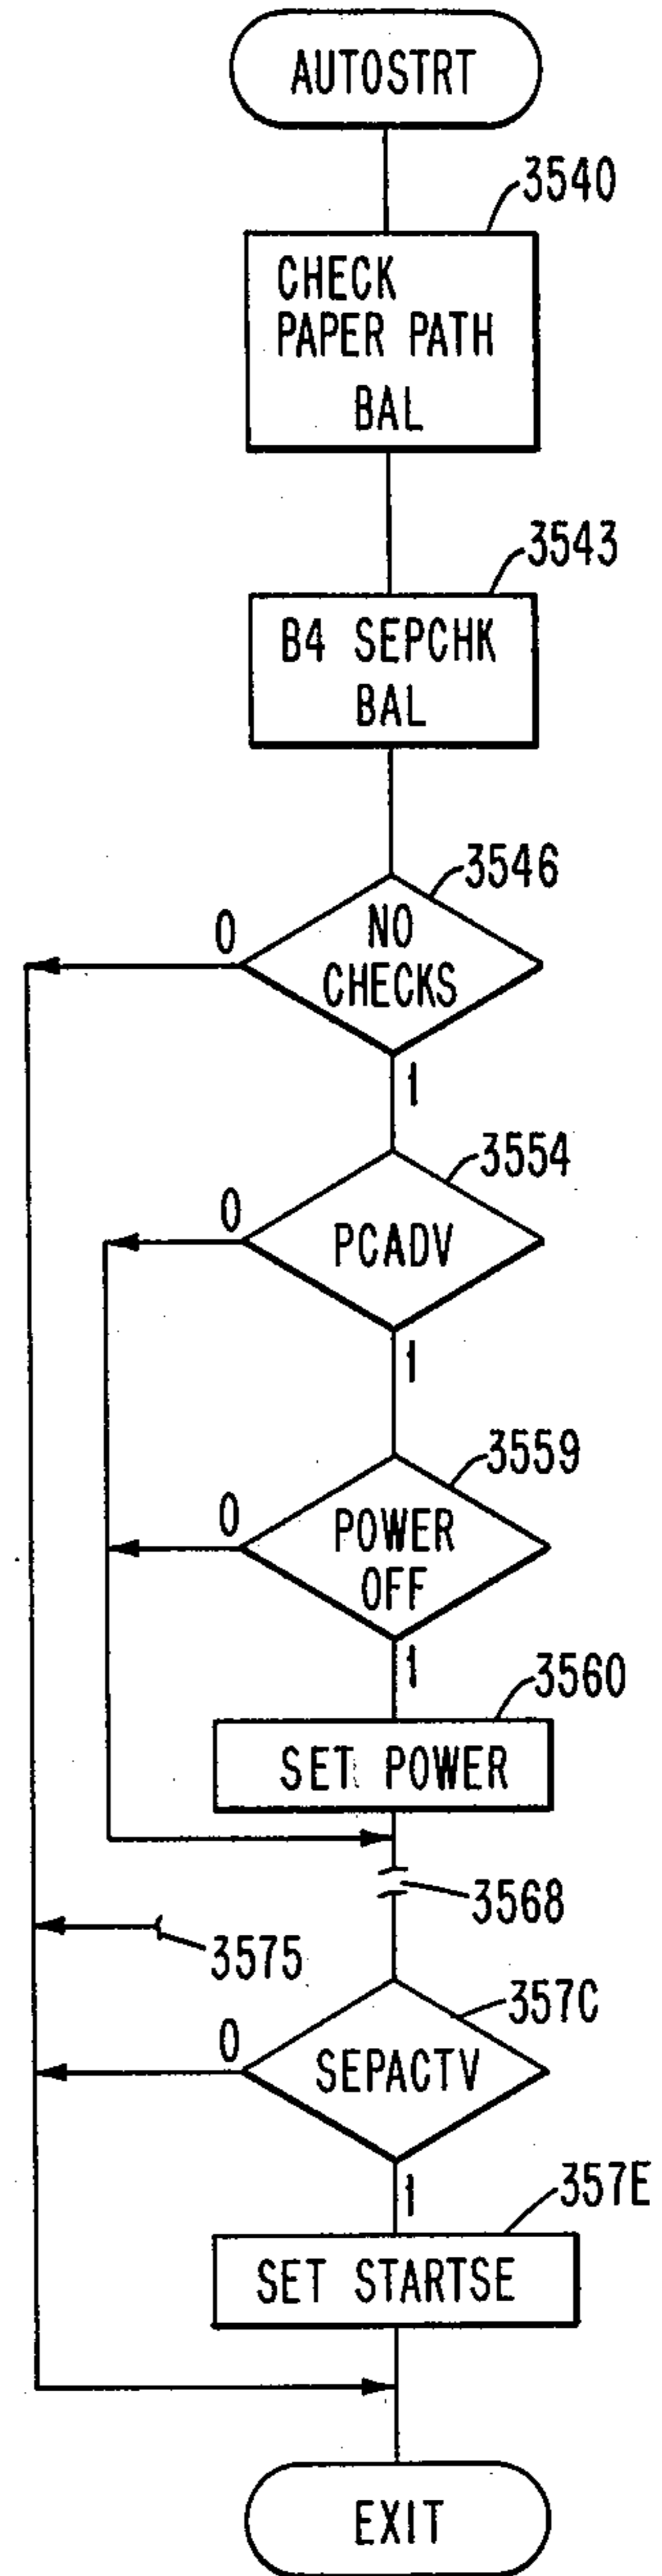 AUTOSTRT
3540
CHECK
PAPER PATH
BAL
3543
B4 SEPCHK
BAL
3546
0
NO
CHECKS
1
3554
0
PCADV
1
3559
0
POWER
OFF
1
3560
SET POWER
3568
3575
357C
0
SEPACTV
1
357E
SET STARTSE
EXIT